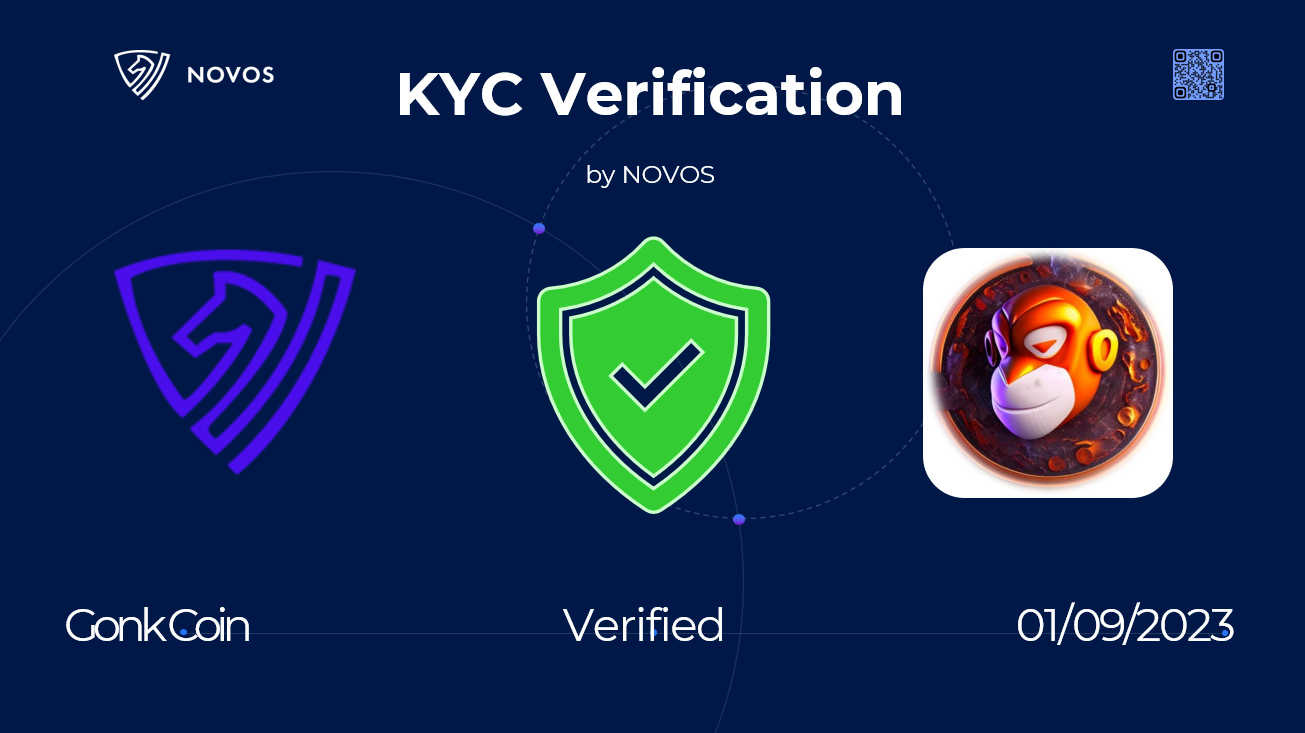 NOVOS
KYC Verification
by NOVOS
GonkCoin
Verified
01/09/2023